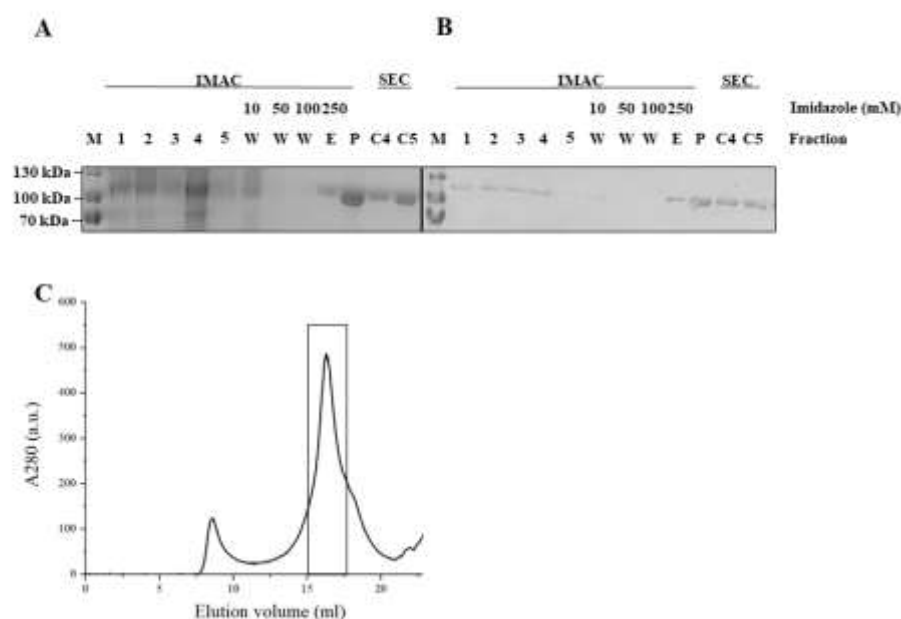 A
B
IMAC
SEC
IMAC
SEC
10 50 100 250
10 50 100 250 Imidazole (mM)
M 1 2 3 4 5 W W W E P C4 C5
M 1 2 3 4 5 W W W E P C4 C5 Fraction
130 kDa
100 kDa
70 kDa
C
600
500
400
300
200
100
0
A280 (a.u.)
0 5 10 15 20
Elution volume (ml)